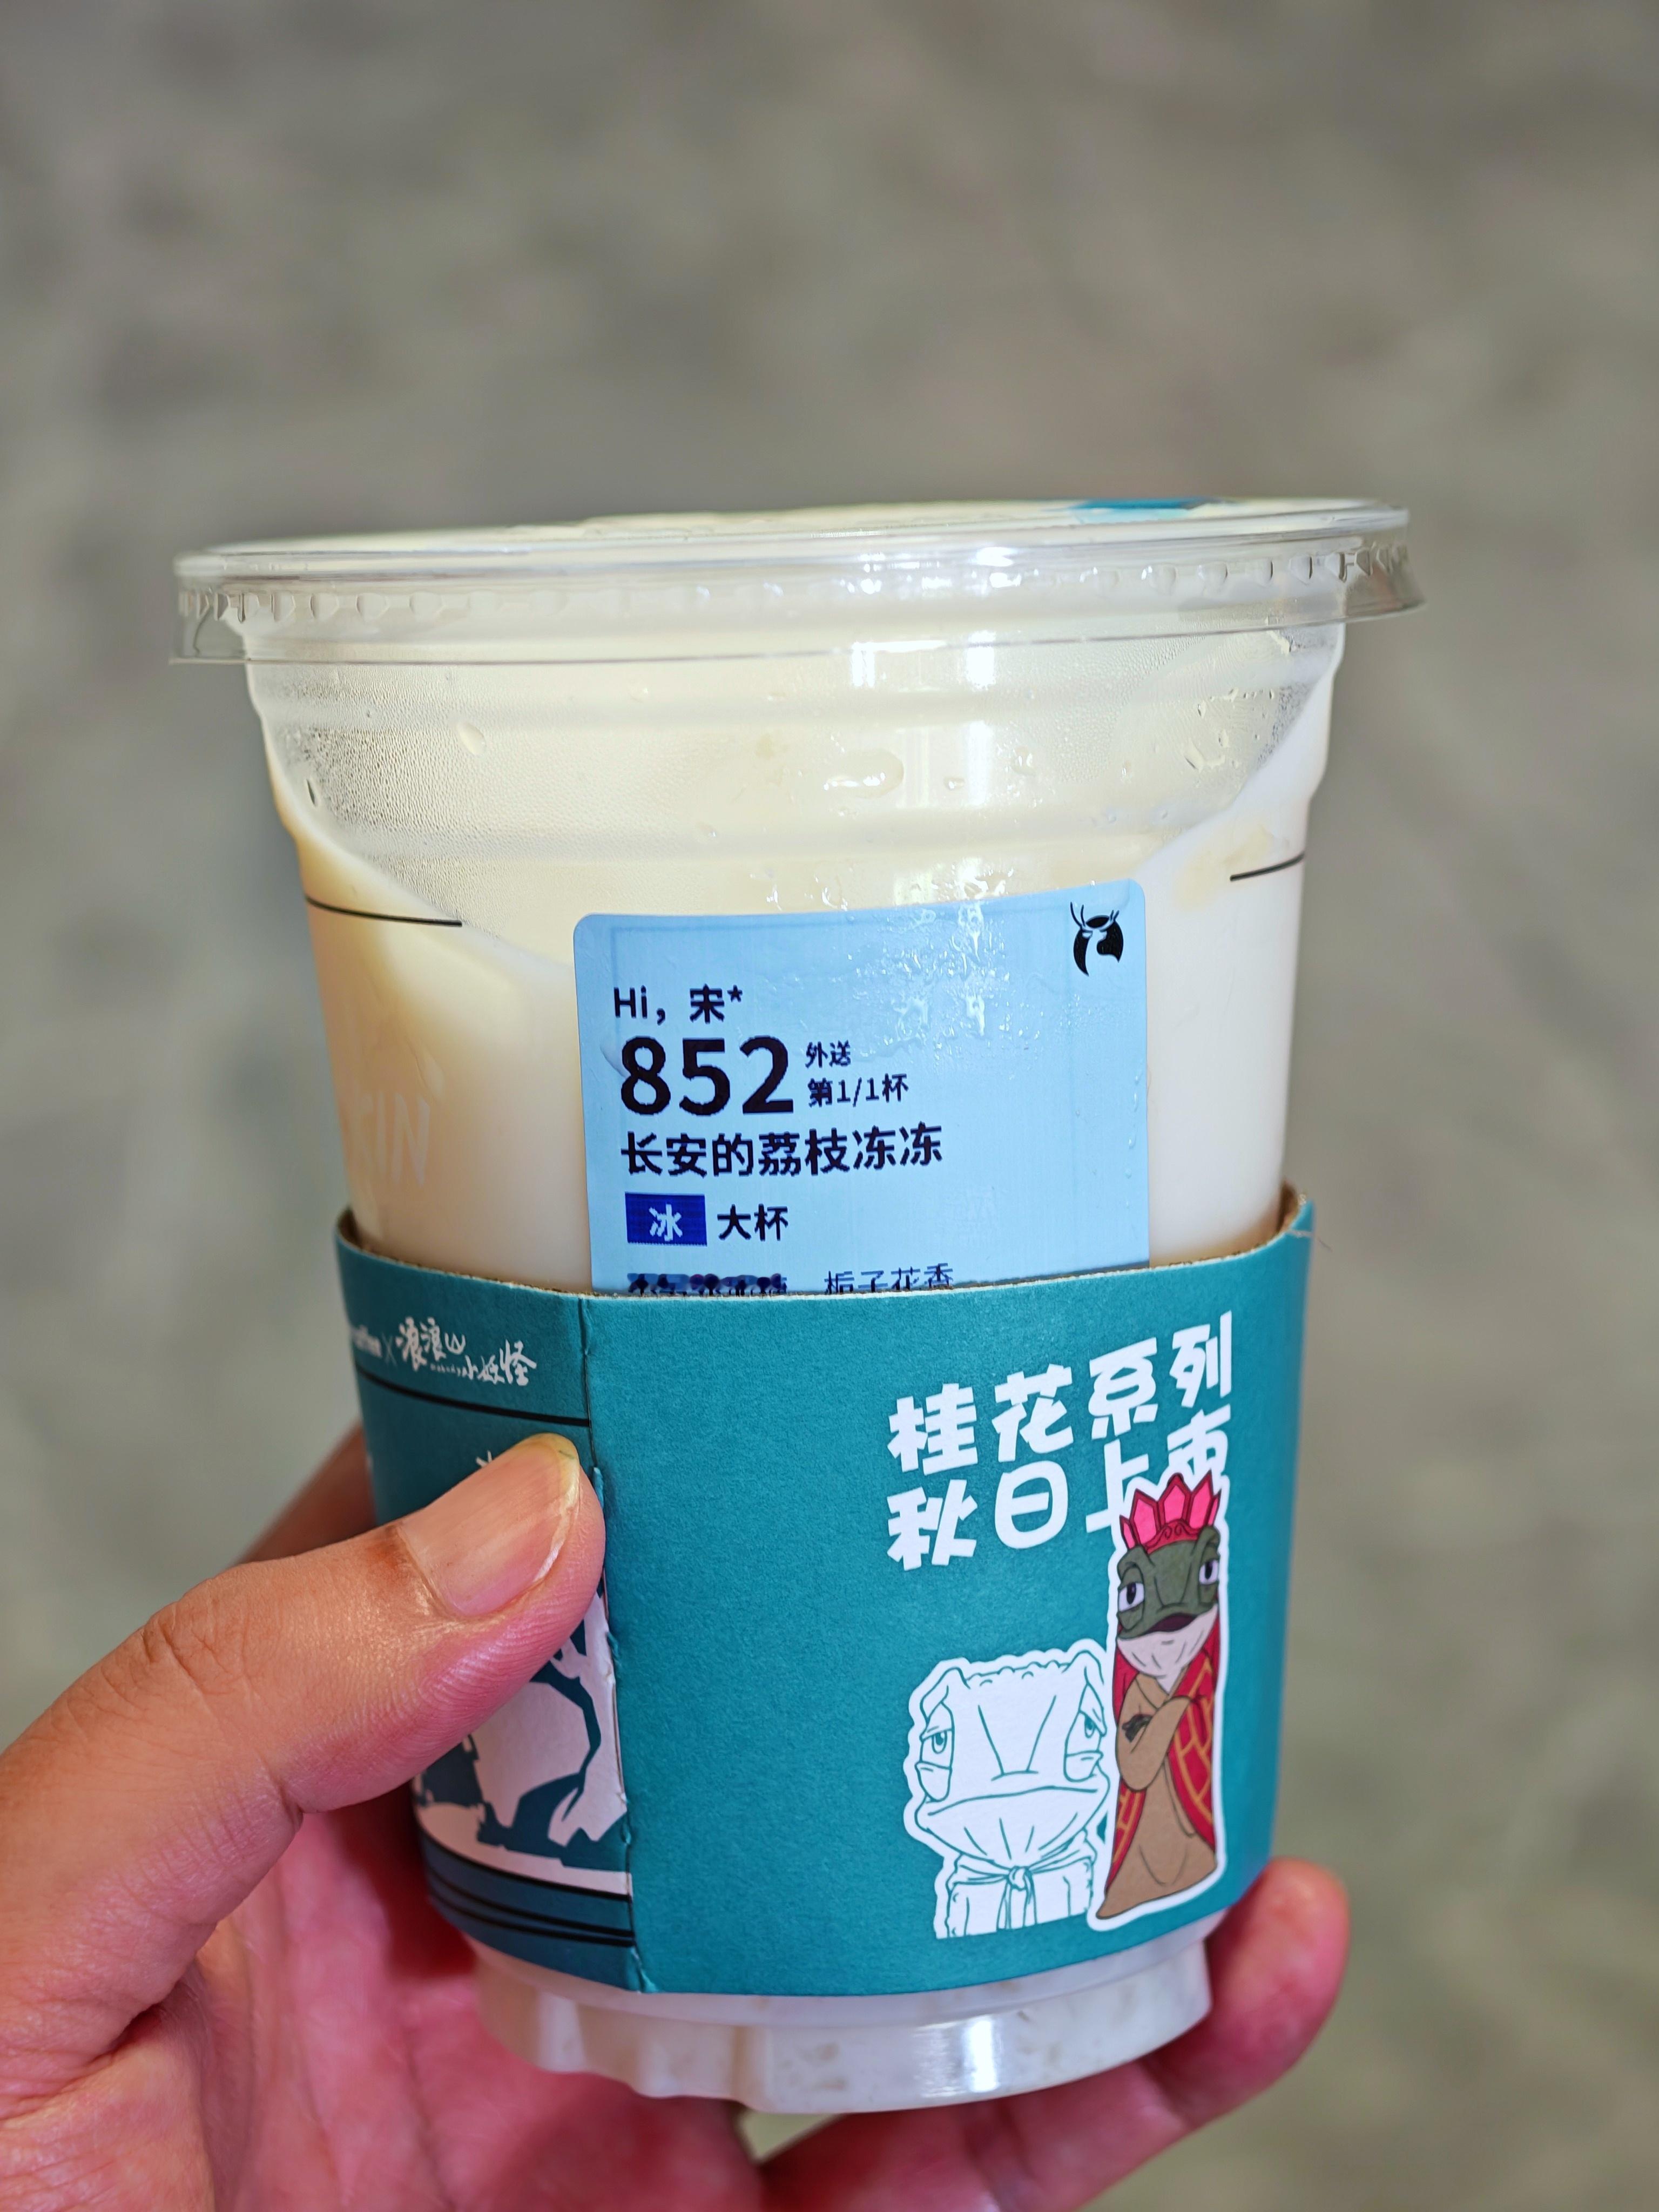 Hi，宋*
852 外送
第1/1杯
长安的荔枝冻冻
冰 大杯
栀子花香
KIN
X 浪浪山
小妖怪
桂花系列
秋日上市